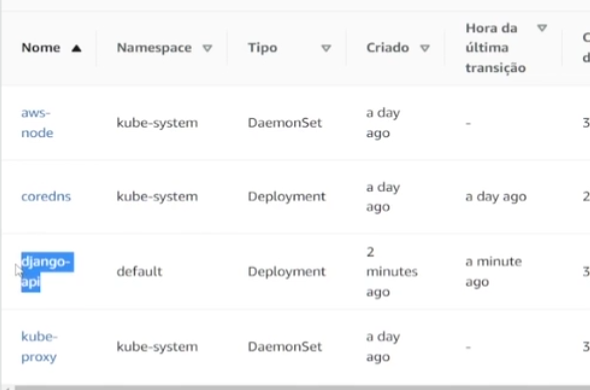 Nome Namespace Tipo Criado Hora da última transição
aws-node kube-system DaemonSet a day ago - 3
coredns kube-system Deployment a day ago a day ago 2
django-api default Deployment 2 minutes ago a minute ago 3
kube-proxy kube-system DaemonSet a day ago - 3